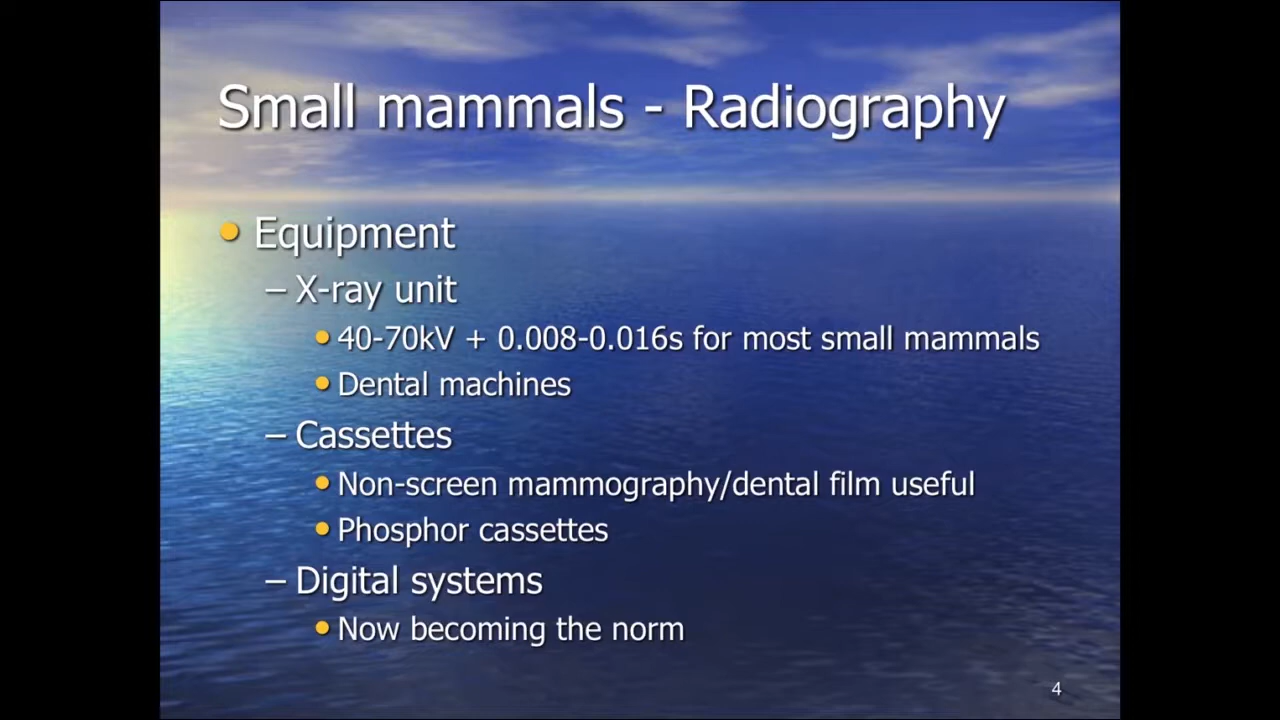 Small mammals - Radiography
• Equipment
– X-ray unit
• 40-70kV + 0.008-0.016s for most small mammals
• Dental machines
– Cassettes
• Non-screen mammography/dental film useful
• Phosphor cassettes
– Digital systems
• Now becoming the norm
4